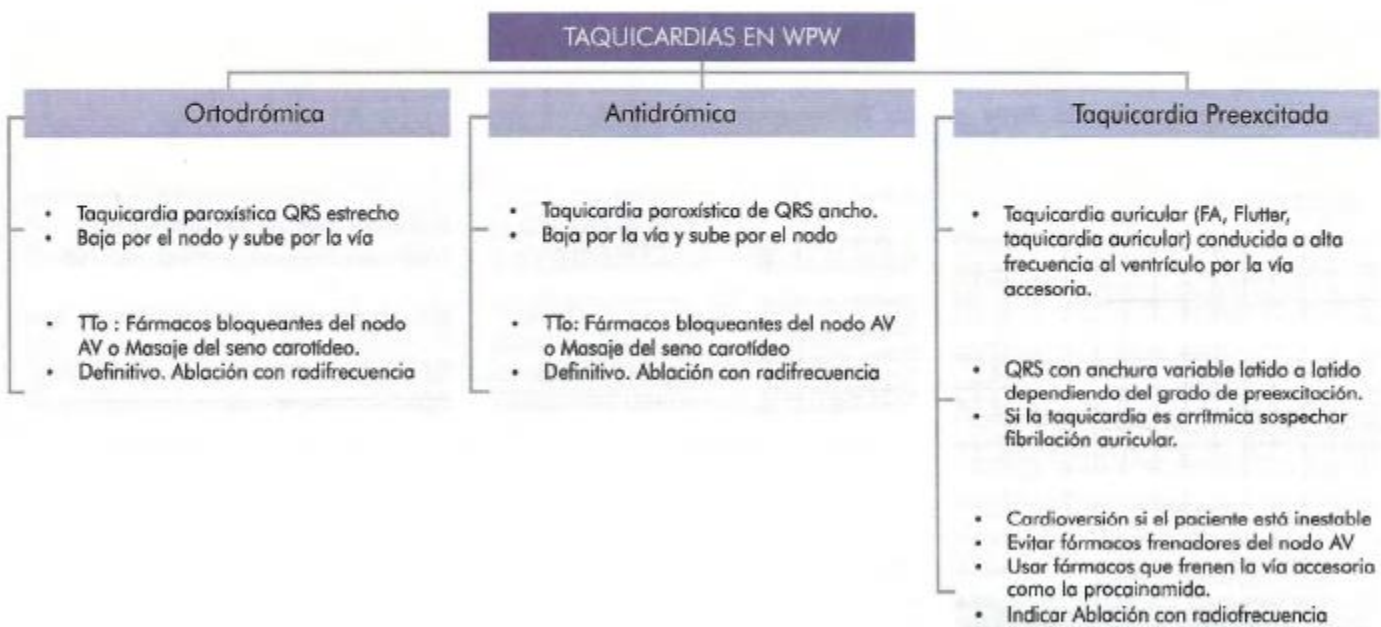 TAQUICARDIAS EN WPW
Ortodrómica
• Taquicardia paroxística QRS estrecho
• Baja por el nodo y sube por la vía
• TTo : Fármacos bloqueantes del nodo
AV o Masaje del seno carotídeo.
• Definitivo. Ablación con radifrecuencia
Antidrómica
• Taquicardia paroxística de QRS ancho.
• Baja por la vía y sube por el nodo
• TTo: Fármacos bloqueantes del nodo AV
o Masaje del seno carotídeo
• Definitivo. Ablación con radifrecuencia
Taquicardia Preexcitada
• Taquicardia auricular (FA, Flutter,
taquicardia auricular) conducida a alta
frecuencia al ventrículo por la vía
accesoria.
• QRS con anchura variable latido a latido
dependiendo del grado de preexcitación.
• Si la taquicardia es arrítmica sospechar
fibrilación auricular.
• Cardioversión si el paciente está inestable
• Evitar fármacos frenadores del nodo AV
• Usar fármacos que frenen la vía accesoria
como la procainamida.
• Indicar Ablación con radiofrecuencia